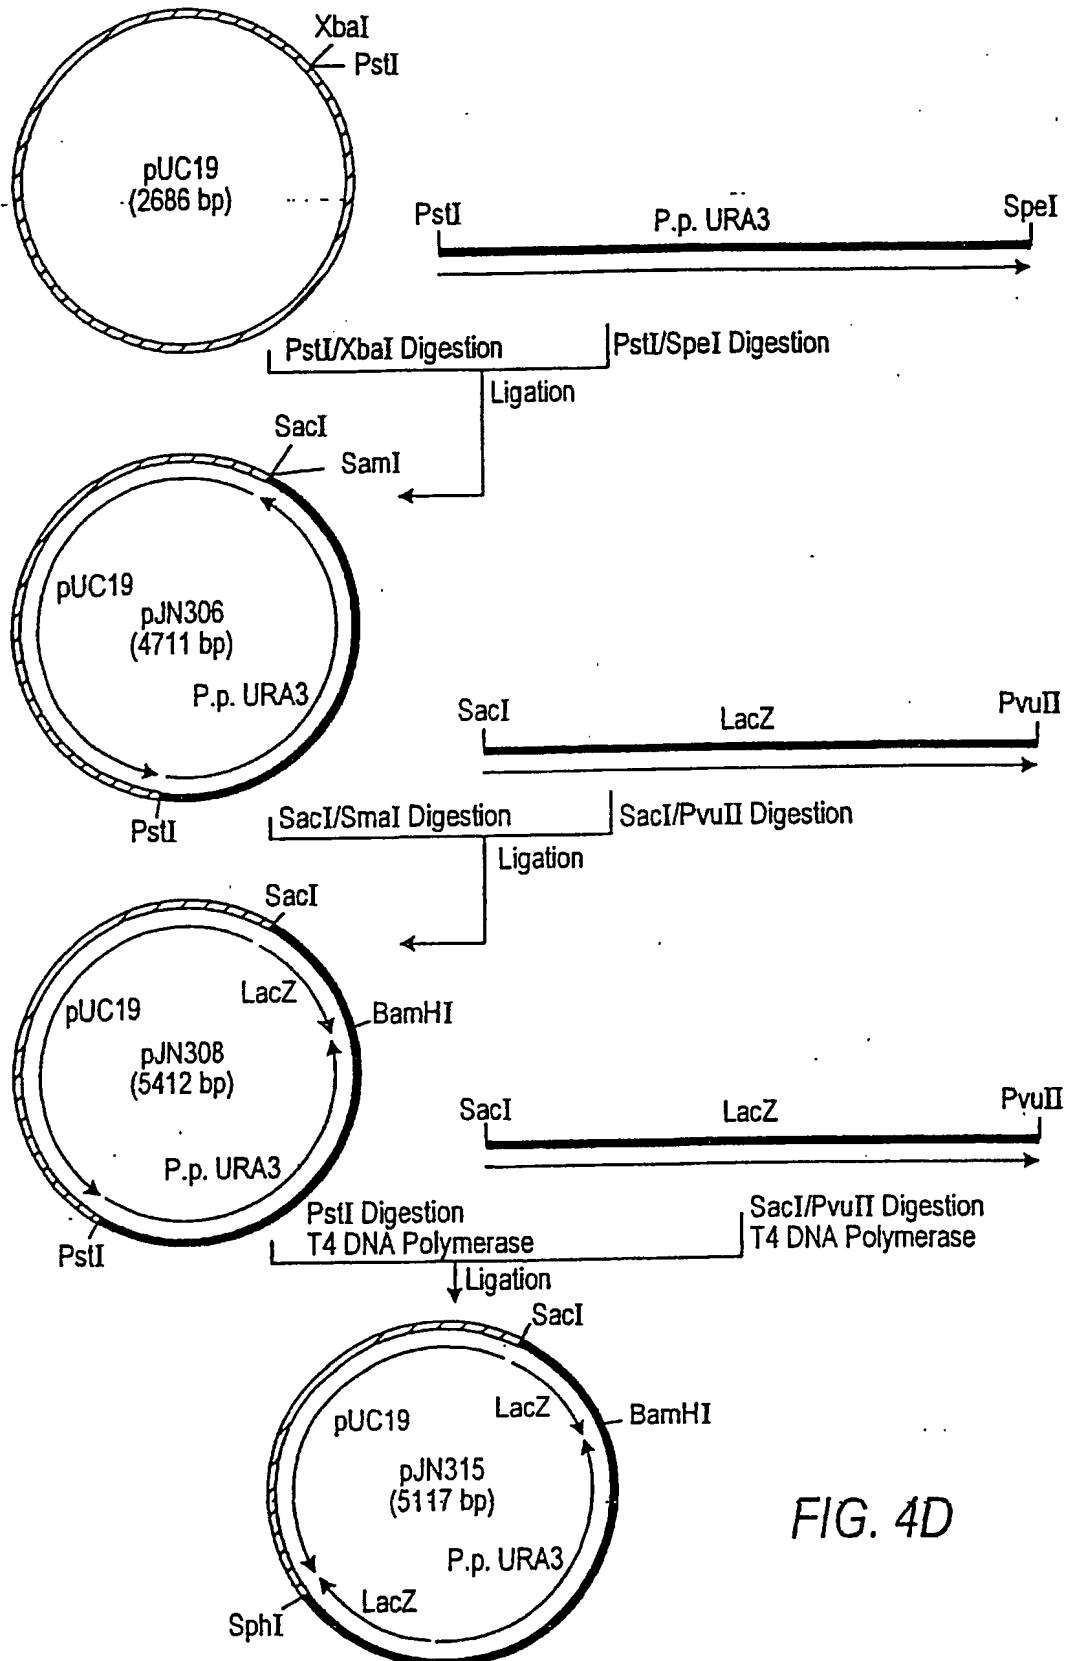 XbaI
PstI
pUC19
(2686 bp)
PstI
P.p. URA3
SpeI
PstI/XbaI Digestion
PstI/SpeI Digestion
Ligation
SacI
SamI
pUC19
pJN306
(4711 bp)
P.p. URA3
PstI
SacI
LacZ
PvuII
SacI/SmaI Digestion
SacI/PvuII Digestion
Ligation
SacI
LacZ
BamHI
pUC19
pJN308
(5412 bp)
P.p. URA3
PstI
SacI
LacZ
PvuII
PstI Digestion
T4 DNA Polymerase
SacI/PvuII Digestion
T4 DNA Polymerase
Ligation
SacI
LacZ
BamHI
pUC19
pJN315
(5117 bp)
P.p. URA3
LacZ
SphI
FIG. 4D